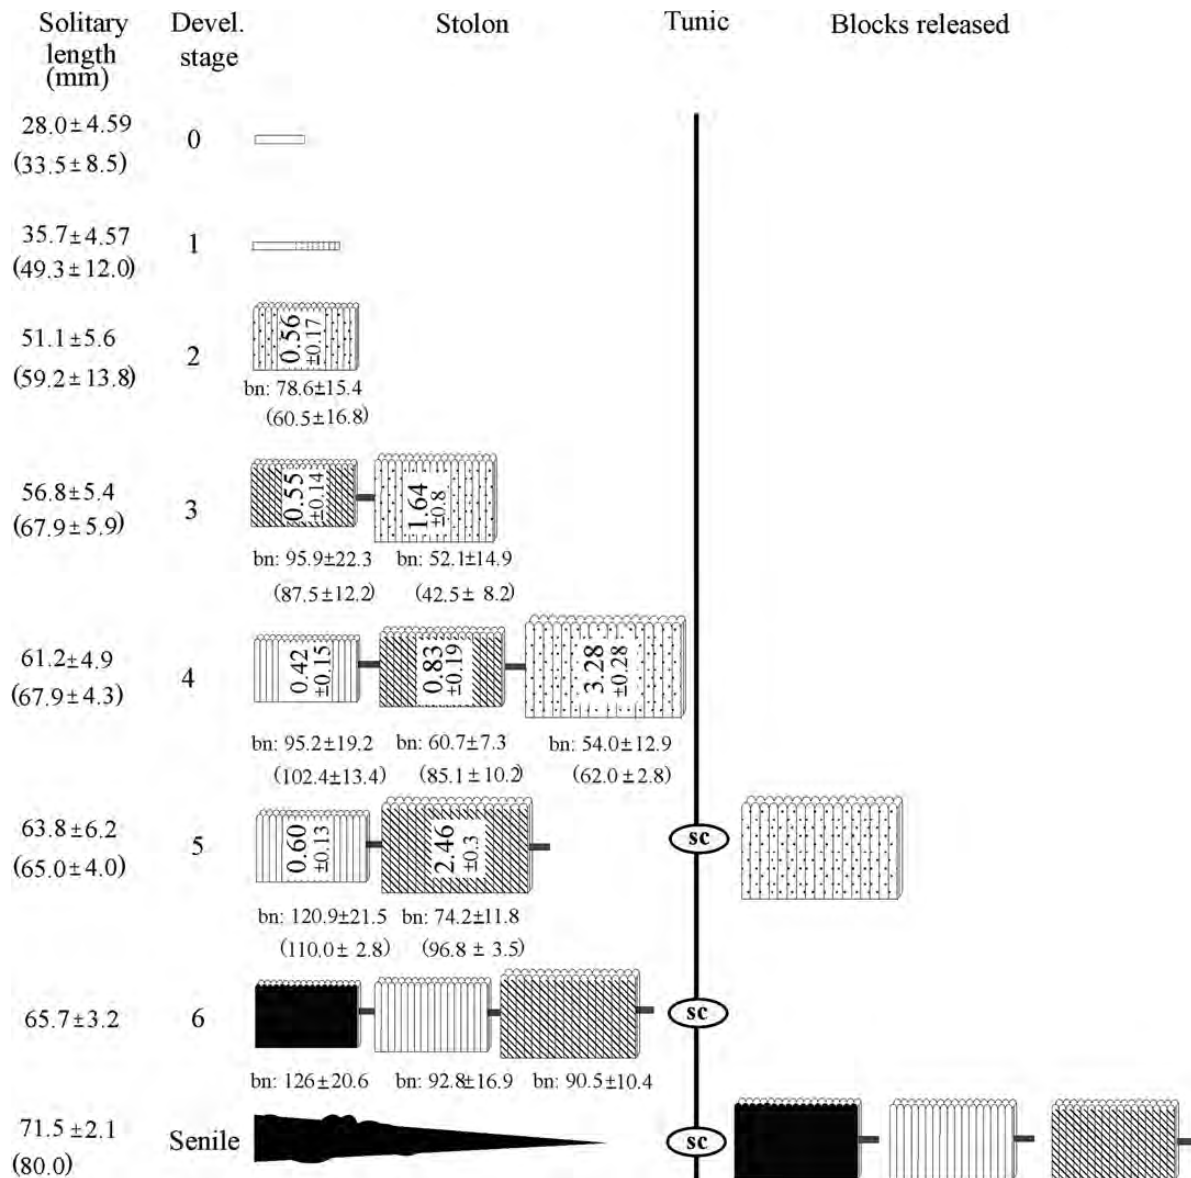 Solitary length (mm) Devel. stage Stolon Tunic Blocks released
28.0±4.59
(33.5±8.5)
0
35.7±4.57
(49.3±12.0)
1
51.1±5.6
(59.2±13.8)
2
0.56 ±0.17
bn: 78.6±15.4
(60.5±16.8)
56.8±5.4
(67.9±5.9)
3
0.55 ±0.14
1.64 ±0.8
bn: 95.9±22.3 bn: 52.1±14.9
(87.5±12.2) (42.5± 8.2)
61.2±4.9
(67.9±4.3)
4
0.42 ±0.15
0.83 ±0.19
3.28 ±0.28
bn: 95.2±19.2 bn: 60.7±7.3 bn: 54.0±12.9
(102.4±13.4) (85.1±10.2) (62.0±2.8)
63.8±6.2
(65.0±4.0)
5
0.60 ±0.13
2.46 ±0.3
sc
bn: 120.9±21.5 bn: 74.2±11.8
(110.0± 2.8) (96.8 ± 3.5)
65.7±3.2 6 sc
bn: 126±20.6 bn: 92.8±16.9 bn: 90.5±10.4
71.5 ±2.1
(80.0)
Senile sc